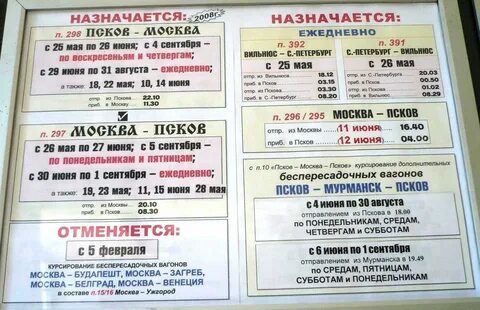 НАЗНАЧАЕТСЯ:
2008г.
п. 298 ПСКОВ - МОСКВА
с 25 мая по 26 июня; с 4 сентября –
по воскресеньям и четвергам;
с 29 июня по 31 августа – ежедневно;
а также: 18, 22 мая; 10, 14 июня
отпр. из Пскова 22.10
приб. в Москву 11.30
п. 297 МОСКВА - ПСКОВ
с 26 мая по 27 июня; с 5 сентября –
по понедельникам и пятницам;
с 30 июня по 1 сентября – ежедневно;
а также: 19, 23 мая; 11, 15 июня 28 мая
отпр. из Москвы 20.10
приб. в Псков 08.30
ОТМЕНЯЕТСЯ:
с 5 февраля
КУРСИРОВАНИЕ БЕСПЕРЕСАДОЧНЫХ ВАГОНОВ
МОСКВА – БУДАПЕШТ, МОСКВА – ЗАГРЕБ,
МОСКВА – БЕЛГРАД, МОСКВА – ВЕНЕЦИЯ
в составе п.15/16 Москва – Ужгород
НАЗНАЧАЕТСЯ:
ЕЖЕДНЕВНО
п. 392
ВИЛЬНЮС – С.-ПЕТЕРБУРГ
с 25 мая
отпр. из Вильнюса 18.12
приб. в Псков 03.15
отпр. из Пскова 03.30
приб. в С.-Петербург 08.20
п. 391
С.-ПЕТЕРБУРГ – ВИЛЬНЮС
с 26 мая
отпр. из С.-Петербурга 20.03
приб. в Псков 00.50
отпр. из Пскова 01.02
приб. в Вильнюс 08.29
п. 296 / 295 МОСКВА – ПСКОВ
отпр. из Москвы (11 июня) 16.40
приб. в Псков (12 июня) 04.00
с п.10 «Псков – Москва – Псков» курсирование дополнительных
беспересадочных вагонов
ПСКОВ – МУРМАНСК – ПСКОВ
с 4 июня по 30 августа
отправлением из Пскова в 18.00
по ПОНЕДЕЛЬНИКАМ, СРЕДАМ,
ЧЕТВЕРГАМ и СУББОТАМ
с 6 июня по 1 сентября
отправлением из Мурманска в 19.49
по СРЕДАМ, ПЯТНИЦАМ,
СУББОТАМ и ПОНЕДЕЛЬНИКАМ